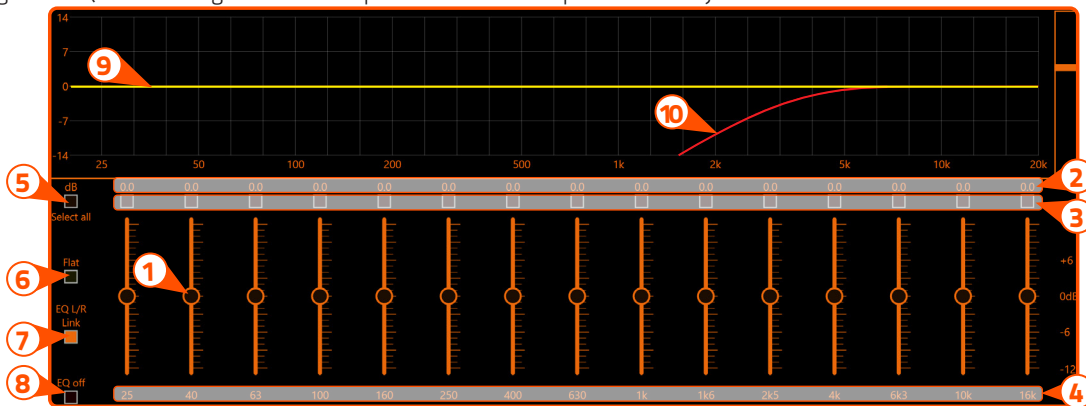 14
7
9
0
-7
10
-14
25 50 100 200 500 1k 2k 5k 10k 20k
5 dB 0.0 0.0 0.0 0.0 0.0 0.0 0.0 0.0 0.0 0.0 0.0 0.0 0.0 0.0 0.0 2
Select all 3
Flat +6
6 1
EQ L/R 0dB
Link
7 -6
EQ off -12
8 25 40 63 100 160 250 400 630 1k 1k6 2k5 4k 6k3 10k 16k 4